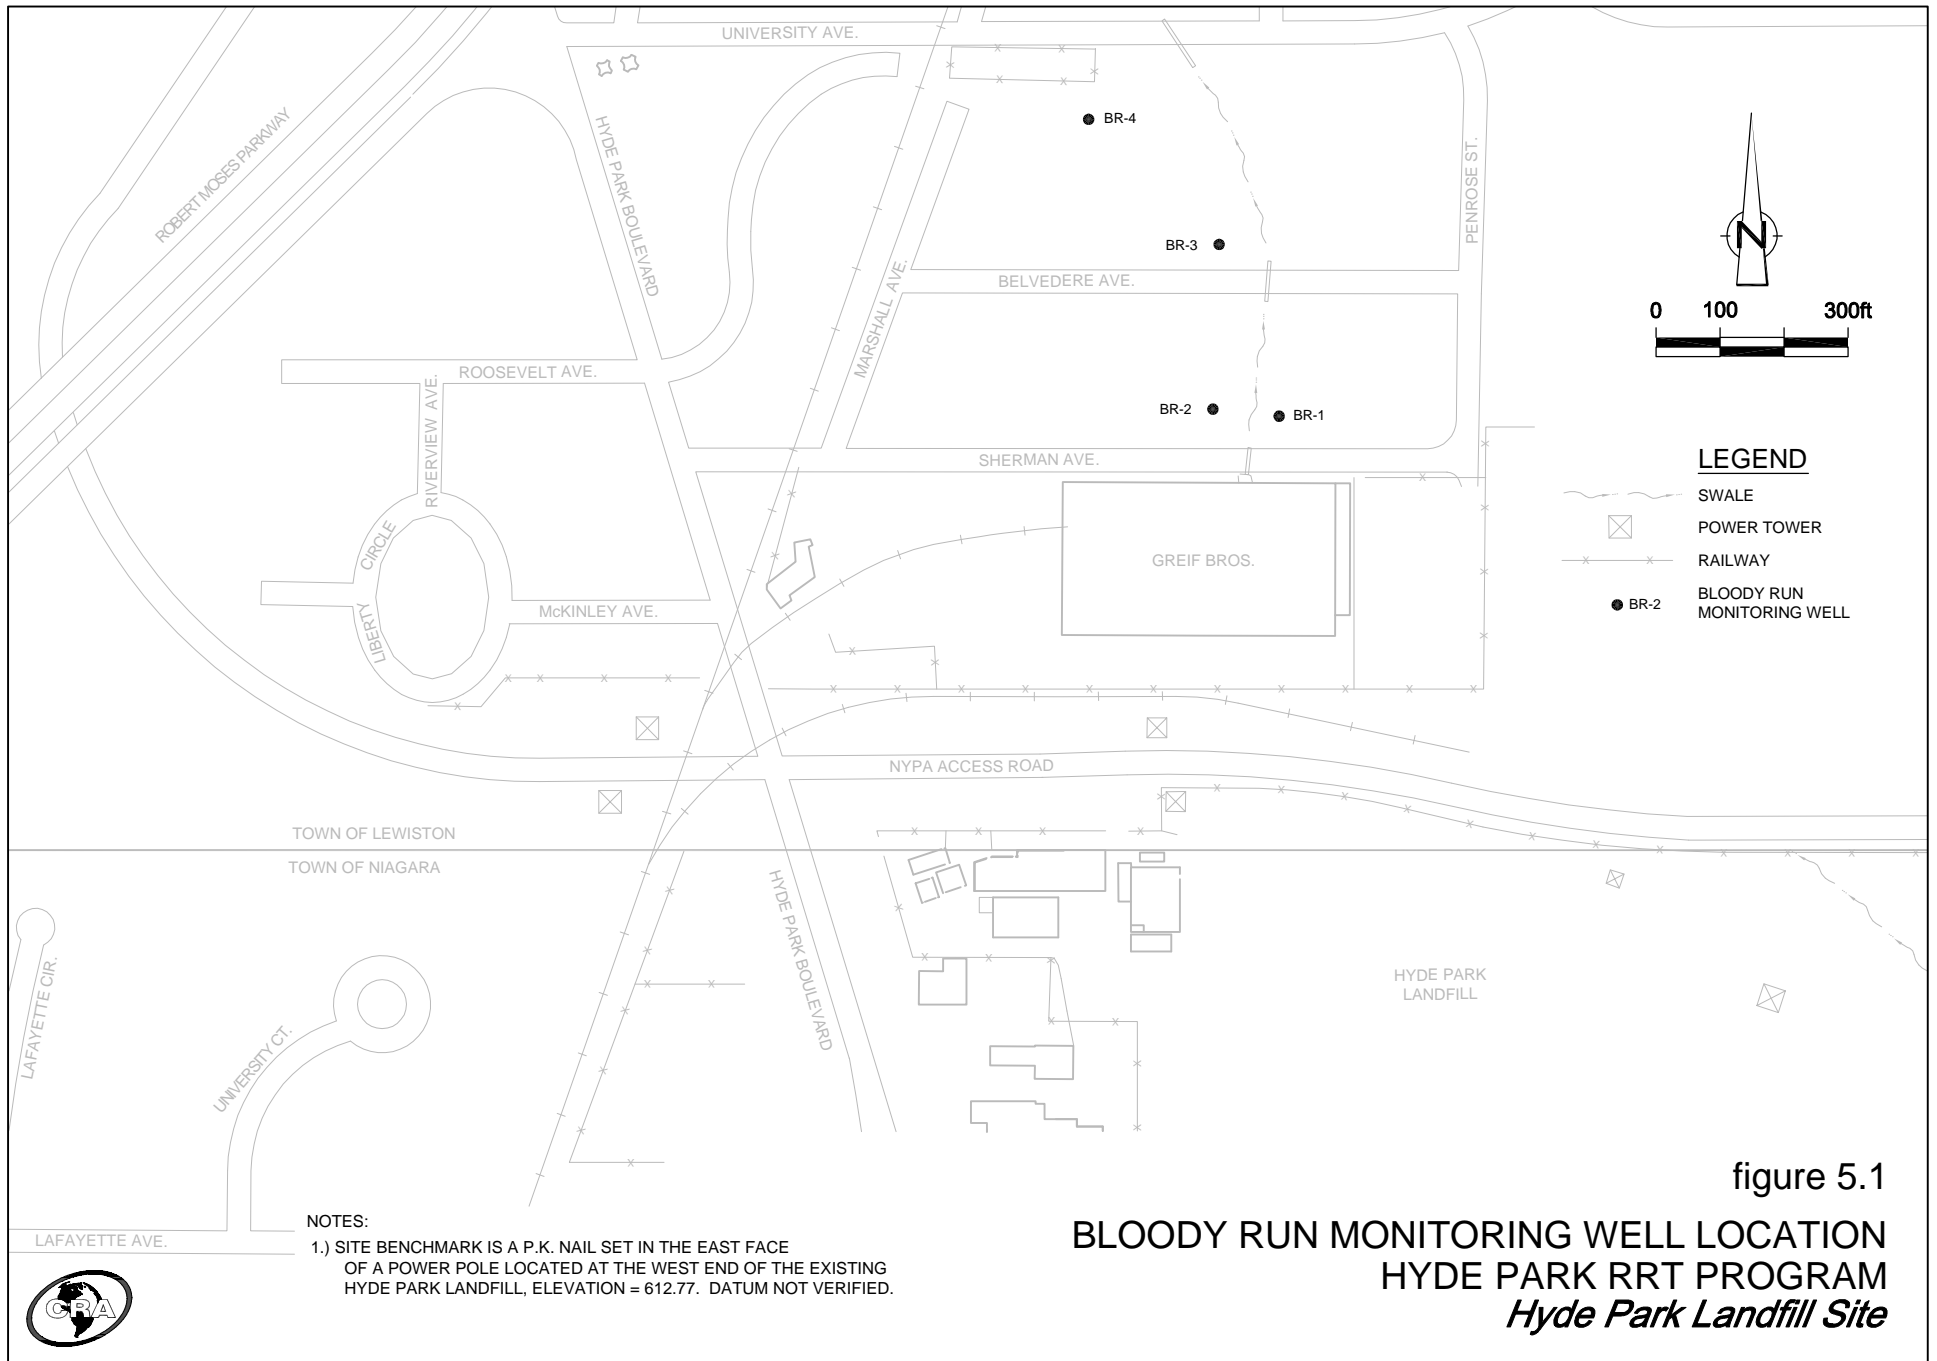 UNIVERSITY AVE.
ROBERT MOSES PARKWAY
HYDE PARK BOULEVARD
BR-4
PENROSE ST.
BR-3
BELVEDERE AVE.
MARSHALL AVE.
N
0 100 300ft
ROOSEVELT AVE.
RIVERVIEW AVE.
BR-2
BR-1
SHERMAN AVE.
LEGEND
SWALE
POWER TOWER
RAILWAY
BR-2
BLOODY RUN
MONITORING WELL
GREIF BROS.
LIBERTY CIRCLE
McKINLEY AVE.
NYPA ACCESS ROAD
TOWN OF LEWISTON
TOWN OF NIAGARA
HYDE PARK BOULEVARD
HYDE PARK
LANDFILL
LAFAYETTE CIR.
UNIVERSITY CT.
LAFAYETTE AVE.
NOTES:
1.) SITE BENCHMARK IS A P.K. NAIL SET IN THE EAST FACE
OF A POWER POLE LOCATED AT THE WEST END OF THE EXISTING
HYDE PARK LANDFILL, ELEVATION = 612.77. DATUM NOT VERIFIED.
CRA
figure 5.1
BLOODY RUN MONITORING WELL LOCATION
HYDE PARK RRT PROGRAM
Hyde Park Landfill Site